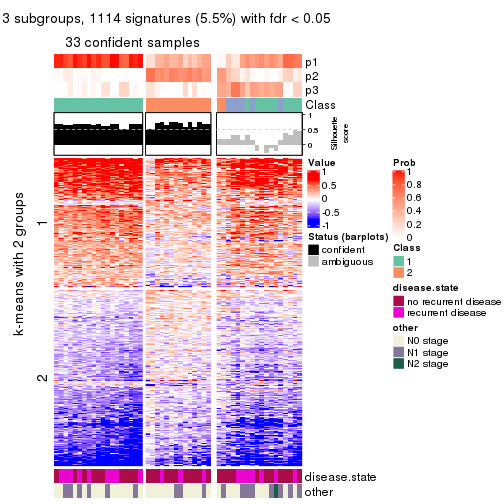 3 subgroups, 1114 signatures (5.5%) with fdr < 0.05
33 confident samples
p1
p2
p3
Class
1
0.5
0
Silhouette
score
k-means with 2 groups
1
2
Value
1
0.5
0
-0.5
-1
Status (barplots)
confident
ambiguous
Prob
1
0.8
0.6
0.4
0.2
0
Class
1
2
disease.state
no recurrent disease
recurrent disease
other
N0 stage
N1 stage
N2 stage
disease.state
other